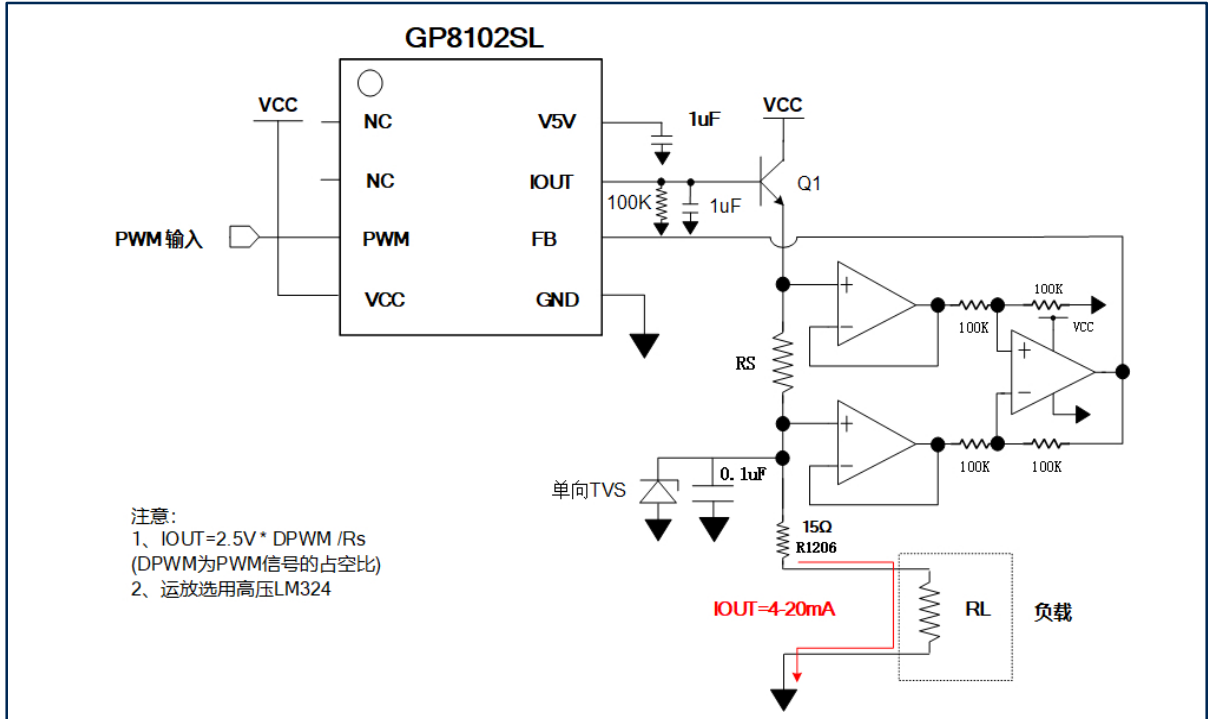 GP8102SL
VCC
NC
V5V
1uF
VCC
NC
IOUT
100K
1uF
Q1
PWM 输入
PWM
FB
VCC
GND
+
-
100K
100K
VCC
+
-
RS
+
-
100K
100K
单向TVS
0.1uF
15Ω
R1206
IOUT=4-20mA
RL
负载
注意：
1、IOUT=2.5V * DPWM /Rs
(DPWM为PWM信号的占空比)
2、运放选用高压LM324